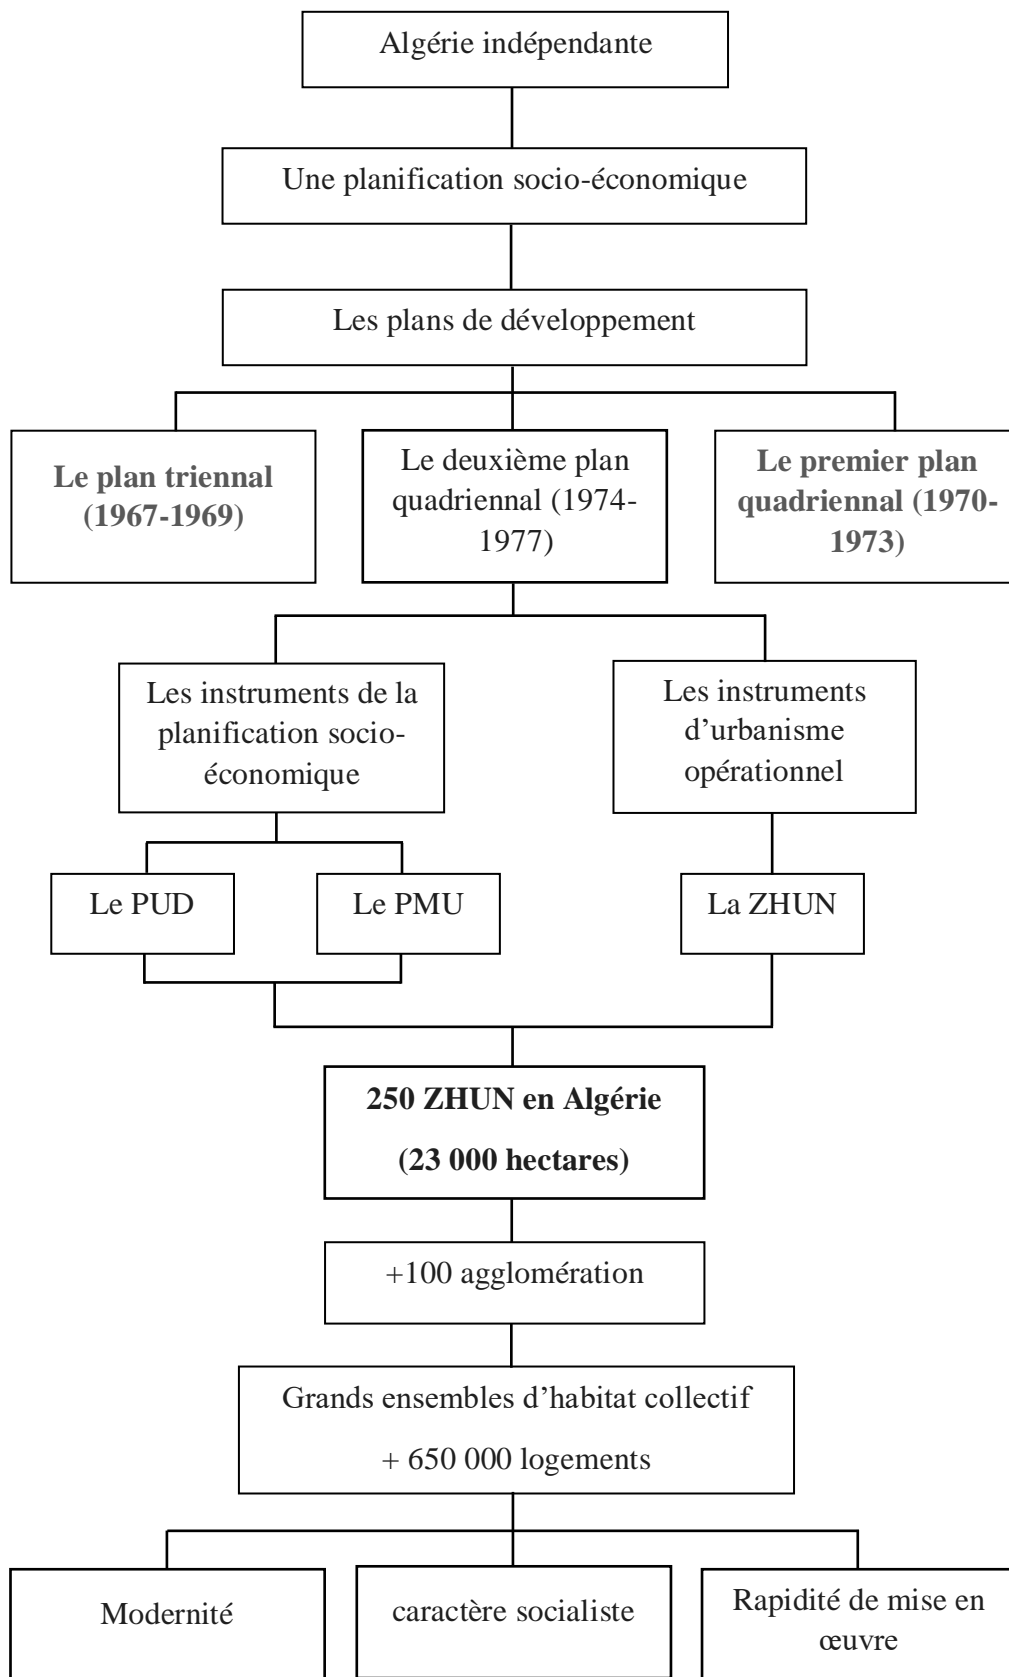 Algérie indépendante
Une planification socio-économique
Les plans de développement
Le plan triennal
(1967-1969)
Le deuxième plan
quadriennal (1974-
1977)
Le premier plan
quadriennal (1970-
1973)
Les instruments de la
planification socio-
économique
Les instruments
d’urbanisme
opérationnel
Le PUD
Le PMU
La ZHUN
250 ZHUN en Algérie
(23 000 hectares)
+100 agglomération
Grands ensembles d’habitat collectif
+ 650 000 logements
Modernité
caractère socialiste
Rapidité de mise en
œuvre